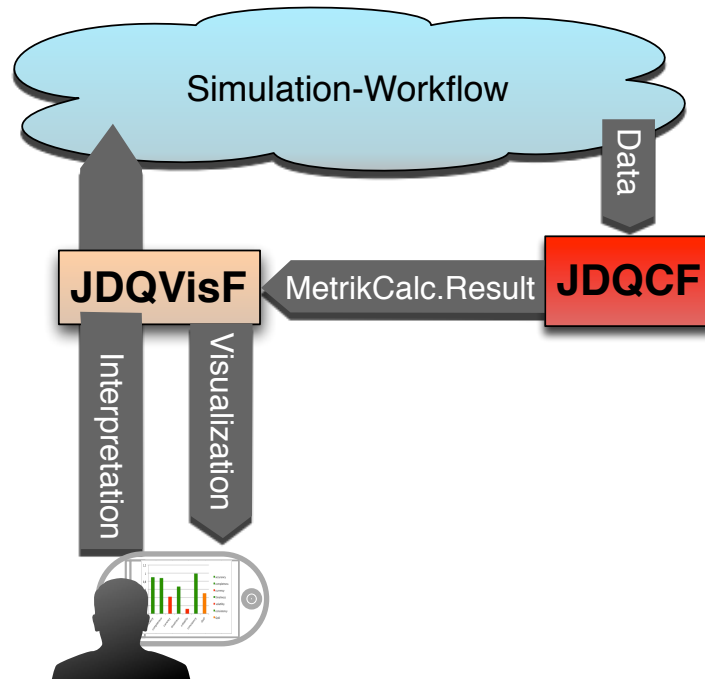 Simulation-Workflow
Data
JDQVisF
MetrikCalc.Result
JDQCF
Interpretation
Visualization